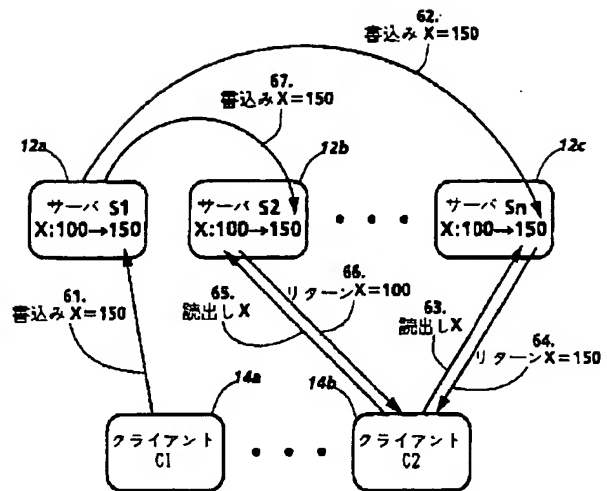 62.
書込み X=150
67.
書込み X=150
12a
12b
12c
サーバ S1
X:100→150
サーバ S2
X:100→150
サーバ Sn
X:100→150
61.
書込み X=150
65.
読出し X
66.
リターン X=100
63.
読出し X
64.
リターン X=150
14a
14b
クライアント
C1
クライアント
C2